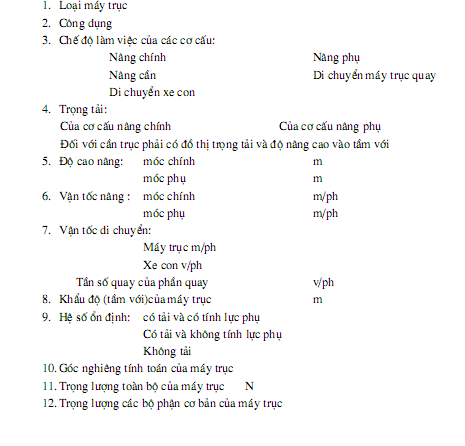 1. Loại máy trục
2. Công dụng
3. Chế độ làm việc của các cơ cấu:
Nâng chính Nâng phụ
Nâng cần Di chuyển máy trục quay
Di chuyển xe con
4. Trọng tải:
Của cơ cấu nâng chính Của cơ cấu nâng phụ
Đối với cần trục phải có đồ thị trọng tải và độ nâng cao vào tầm với
5. Độ cao nâng: móc chính m
móc phụ m
6. Vận tốc nâng : móc chính m/ph
móc phụ m/ph
7. Vận tốc di chuyển:
Máy trục m/ph
Xe con v/ph
Tần số quay của phần quay v/ph
8. Khẩu độ (tầm với)của máy trục m
9. Hệ số ổn định: có tải và có tính lực phụ
Có tải và không tính lực phụ
Không tải
10. Góc nghiêng tính toán của máy trục
11. Trọng lượng toàn bộ của máy trục N
12. Trọng lượng các bộ phận cơ bản của máy trục